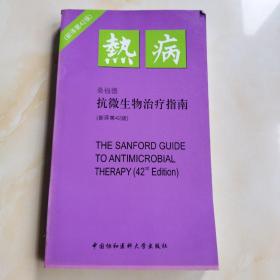 (新译第42版)
熱病
桑福德
抗微生物治疗指南
(新译第42版)
THE SANFORD GUIDE
TO ANTIMICROBIAL
THERAPY (42st Edition)
中国协和医科大学出版社